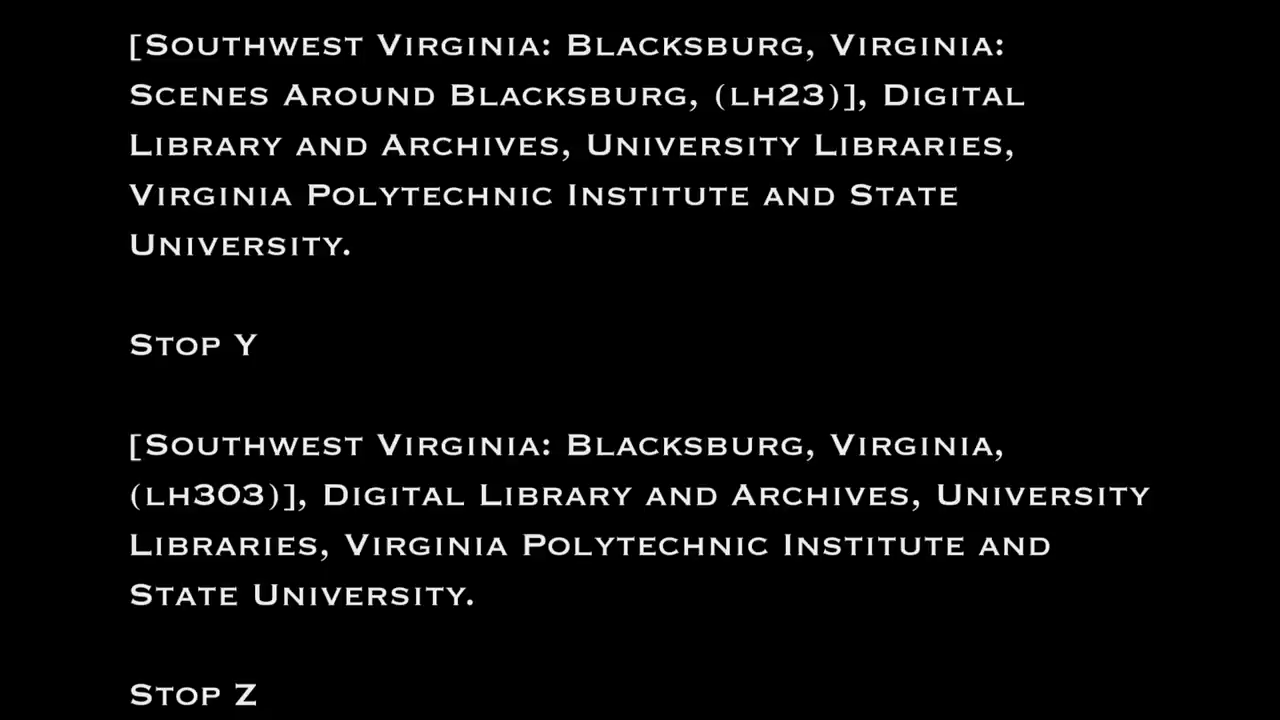 [Southwest Virginia: Blacksburg, Virginia:
Scenes Around Blacksburg, (lh23)], Digital
Library and Archives, University Libraries,
Virginia Polytechnic Institute and State
University.
Stop Y
[Southwest Virginia: Blacksburg, Virginia,
(lh303)], Digital Library and Archives, University
Libraries, Virginia Polytechnic Institute and
State University.
Stop Z